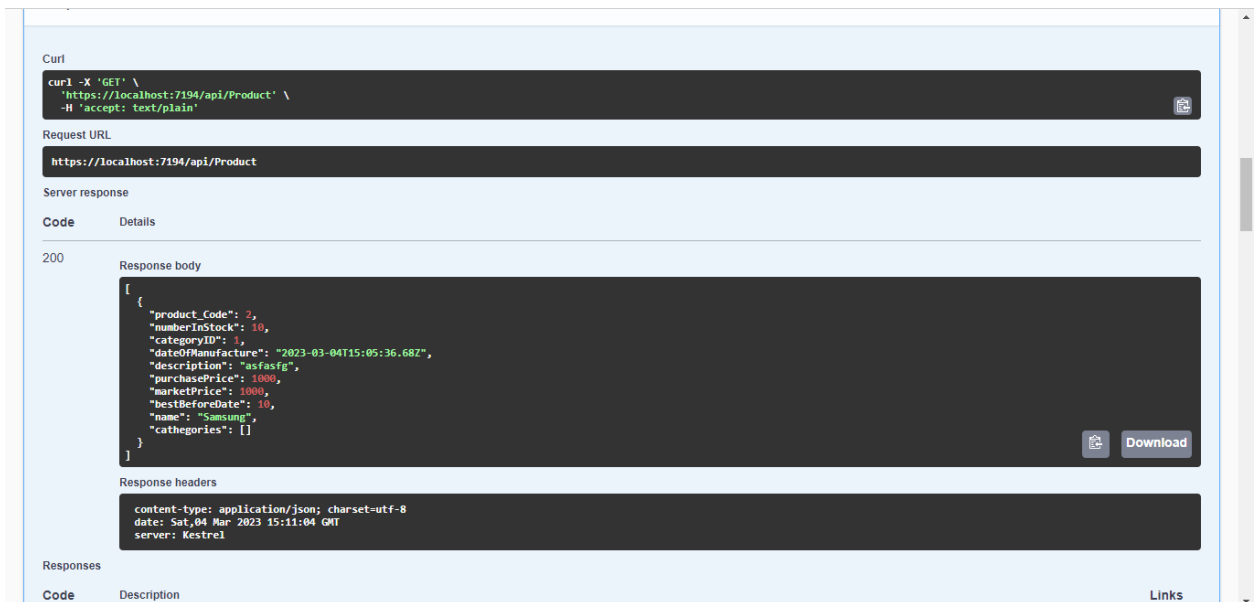 Curl
curl -X 'GET' \
  'https://localhost:7194/api/Product' \
  -H 'accept: text/plain'
Request URL
https://localhost:7194/api/Product
Server response
Code Details
200
Response body
[
  {
    "product_Code": 2,
    "numberInStock": 10,
    "categoryID": 1,
    "dateOfManufacture": "2023-03-04T15:05:36.68Z",
    "description": "asfasfg",
    "purchasePrice": 1000,
    "marketPrice": 1000,
    "bestBeforeDate": 10,
    "name": "Samsung",
    "cathegories": []
  }
]
Download
Response headers
content-type: application/json; charset=utf-8
date: Sat,04 Mar 2023 15:11:04 GMT
server: Kestrel
Responses
Code Description Links